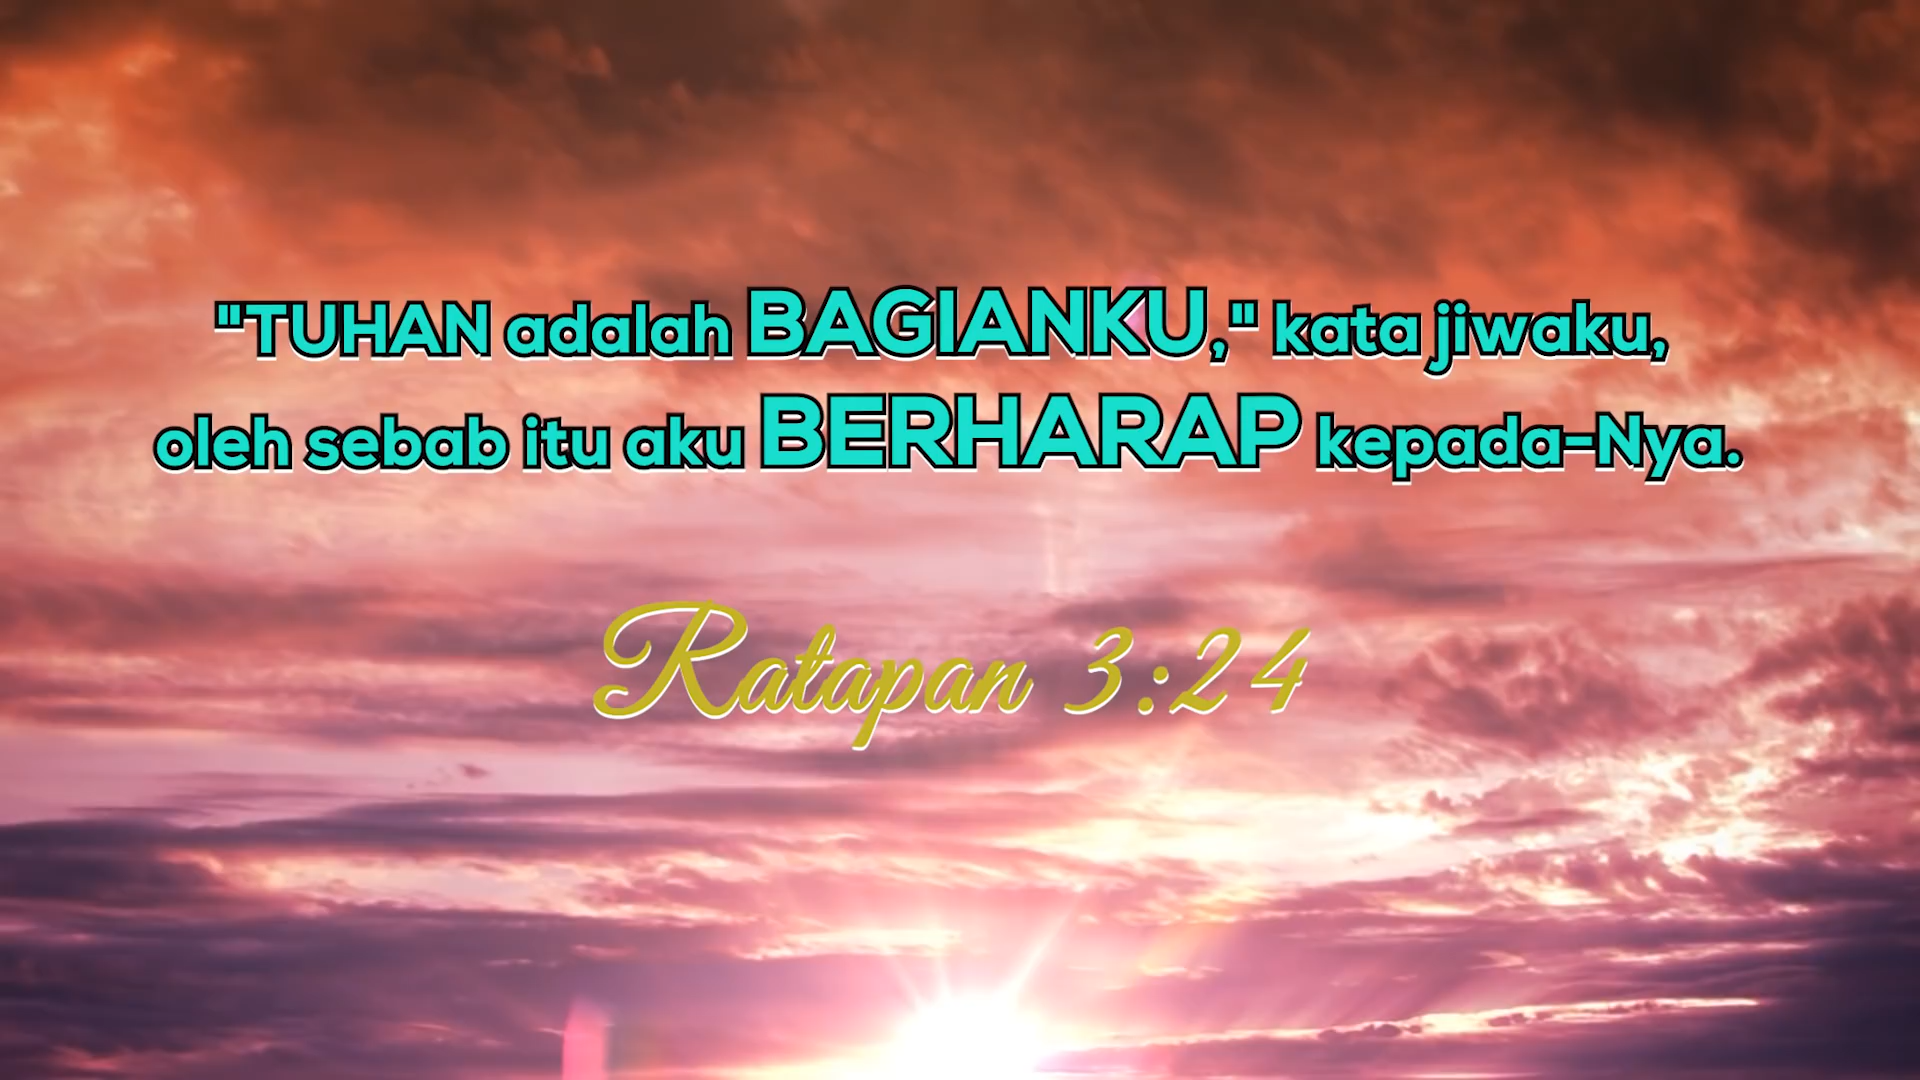 "TUHAN adalah BAGIANKU," kata jiwaku,
oleh sebab itu aku BERHARAP kepada-Nya.
Ratapan 3:24